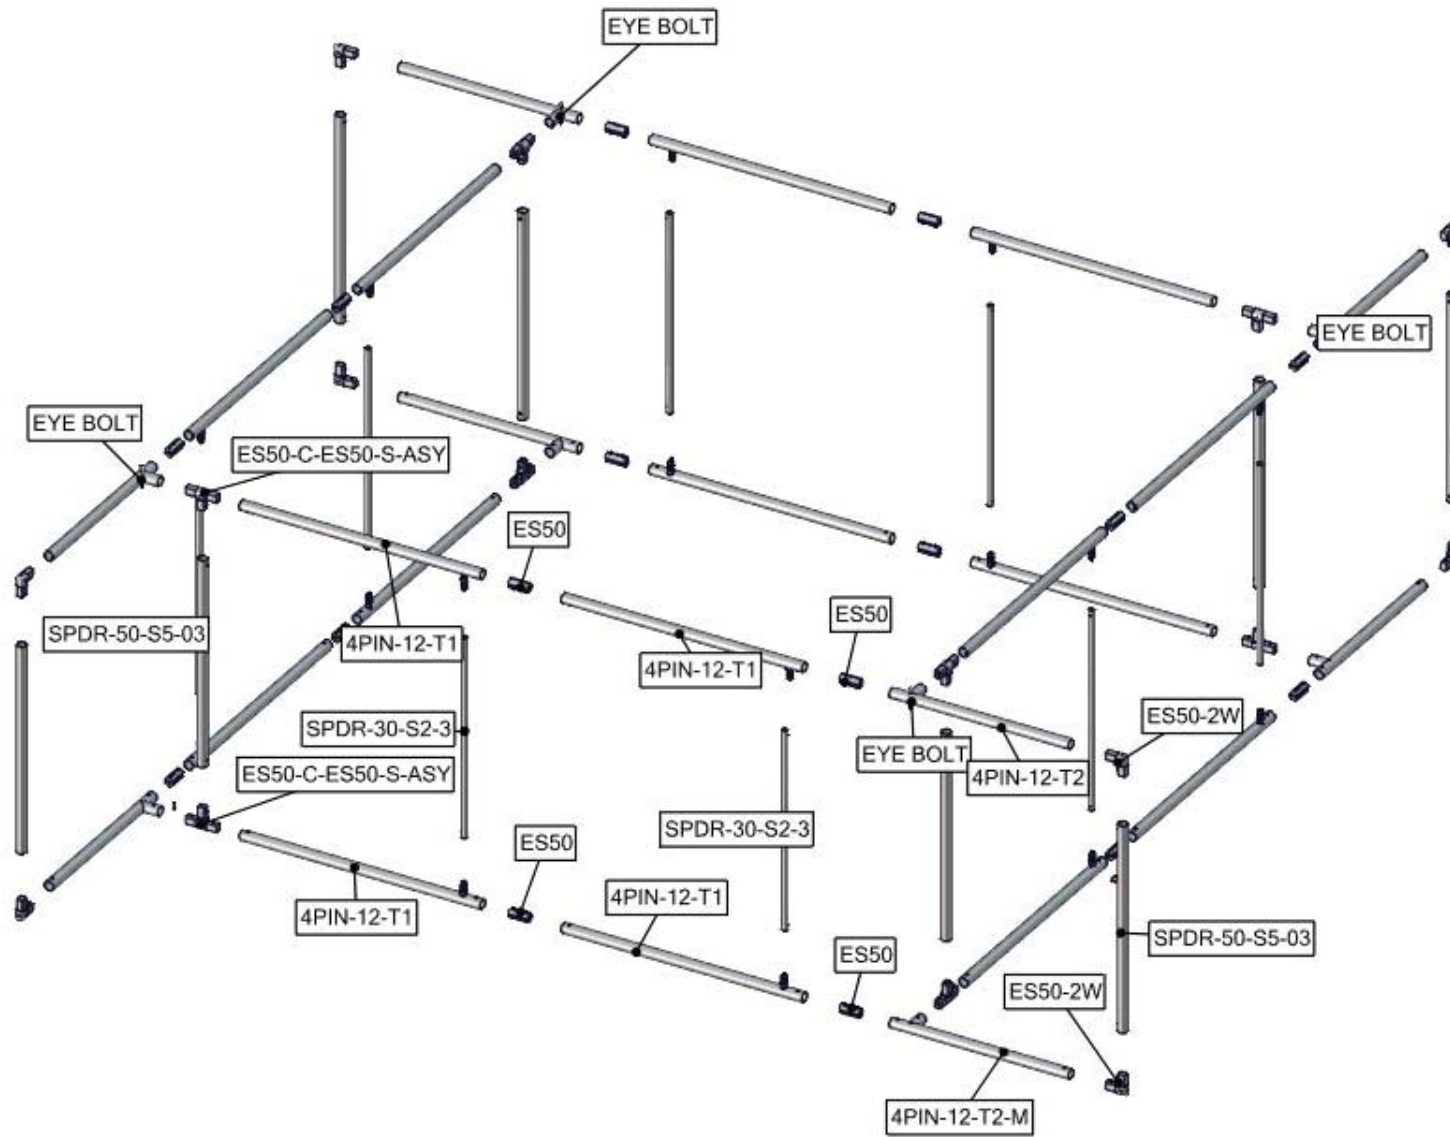 EYE BOLT
EYE BOLT
EYE BOLT
ES50-C-ES50-S-ASY
ES50
SPDR-50-S5-03
4PIN-12-T1
4PIN-12-T1
ES50
SPDR-30-S2-3
ES50-2W
EYE BOLT
4PIN-12-T2
ES50-C-ES50-S-ASY
SPDR-30-S2-3
ES50
4PIN-12-T1
4PIN-12-T1
SPDR-50-S5-03
ES50
ES50-2W
4PIN-12-T2-M